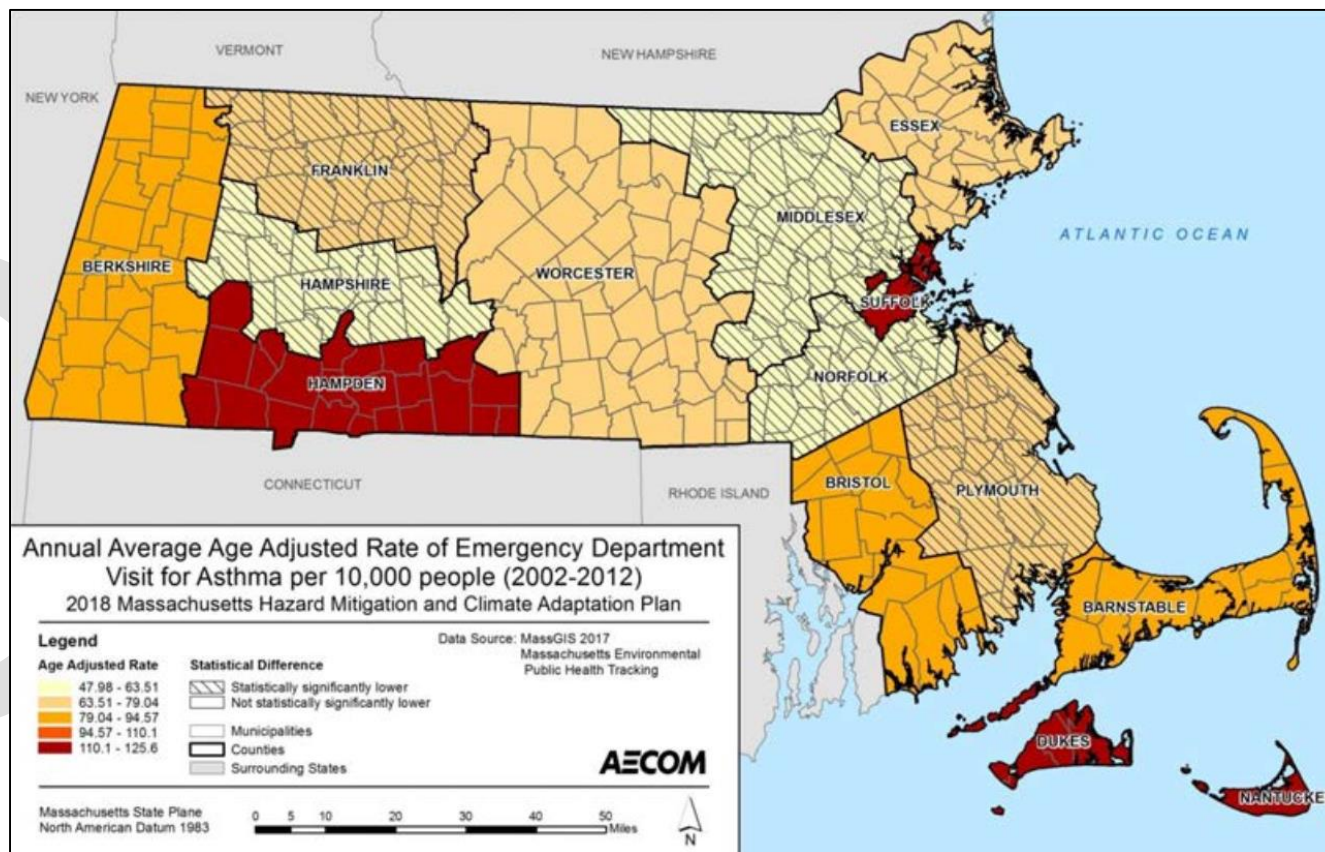 VERMONT
NEW HAMPSHIRE
NEW YORK
ESSEX
FRANKLIN
MIDDLESEX
ATLANTIC OCEAN
BERKSHIRE
HAMPSHIRE
WORCESTER
SUFFOLK
HAMPDEN
NORFOLK
CONNECTICUT
RHODE ISLAND
BRISTOL
PLYMOUTH
BARNSTABLE
DUKES
NANTUCKE
Annual Average Age Adjusted Rate of Emergency Department
Visit for Asthma per 10,000 people (2002-2012)
2018 Massachusetts Hazard Mitigation and Climate Adaptation Plan
Legend
Age Adjusted Rate
47.98 - 63.51
63.51 - 79.04
79.04 - 94.57
94.57 - 110.1
110.1 - 125.6
Statistical Difference
Statistically significantly lower
Not statistically significantly lower
Municipalities
Counties
Surrounding States
Data Source: MassGIS 2017
Massachusetts Environmental
Public Health Tracking
AECOM
Massachusetts State Plane
North American Datum 1983
0 5 10 20 30 40 50
Miles
N